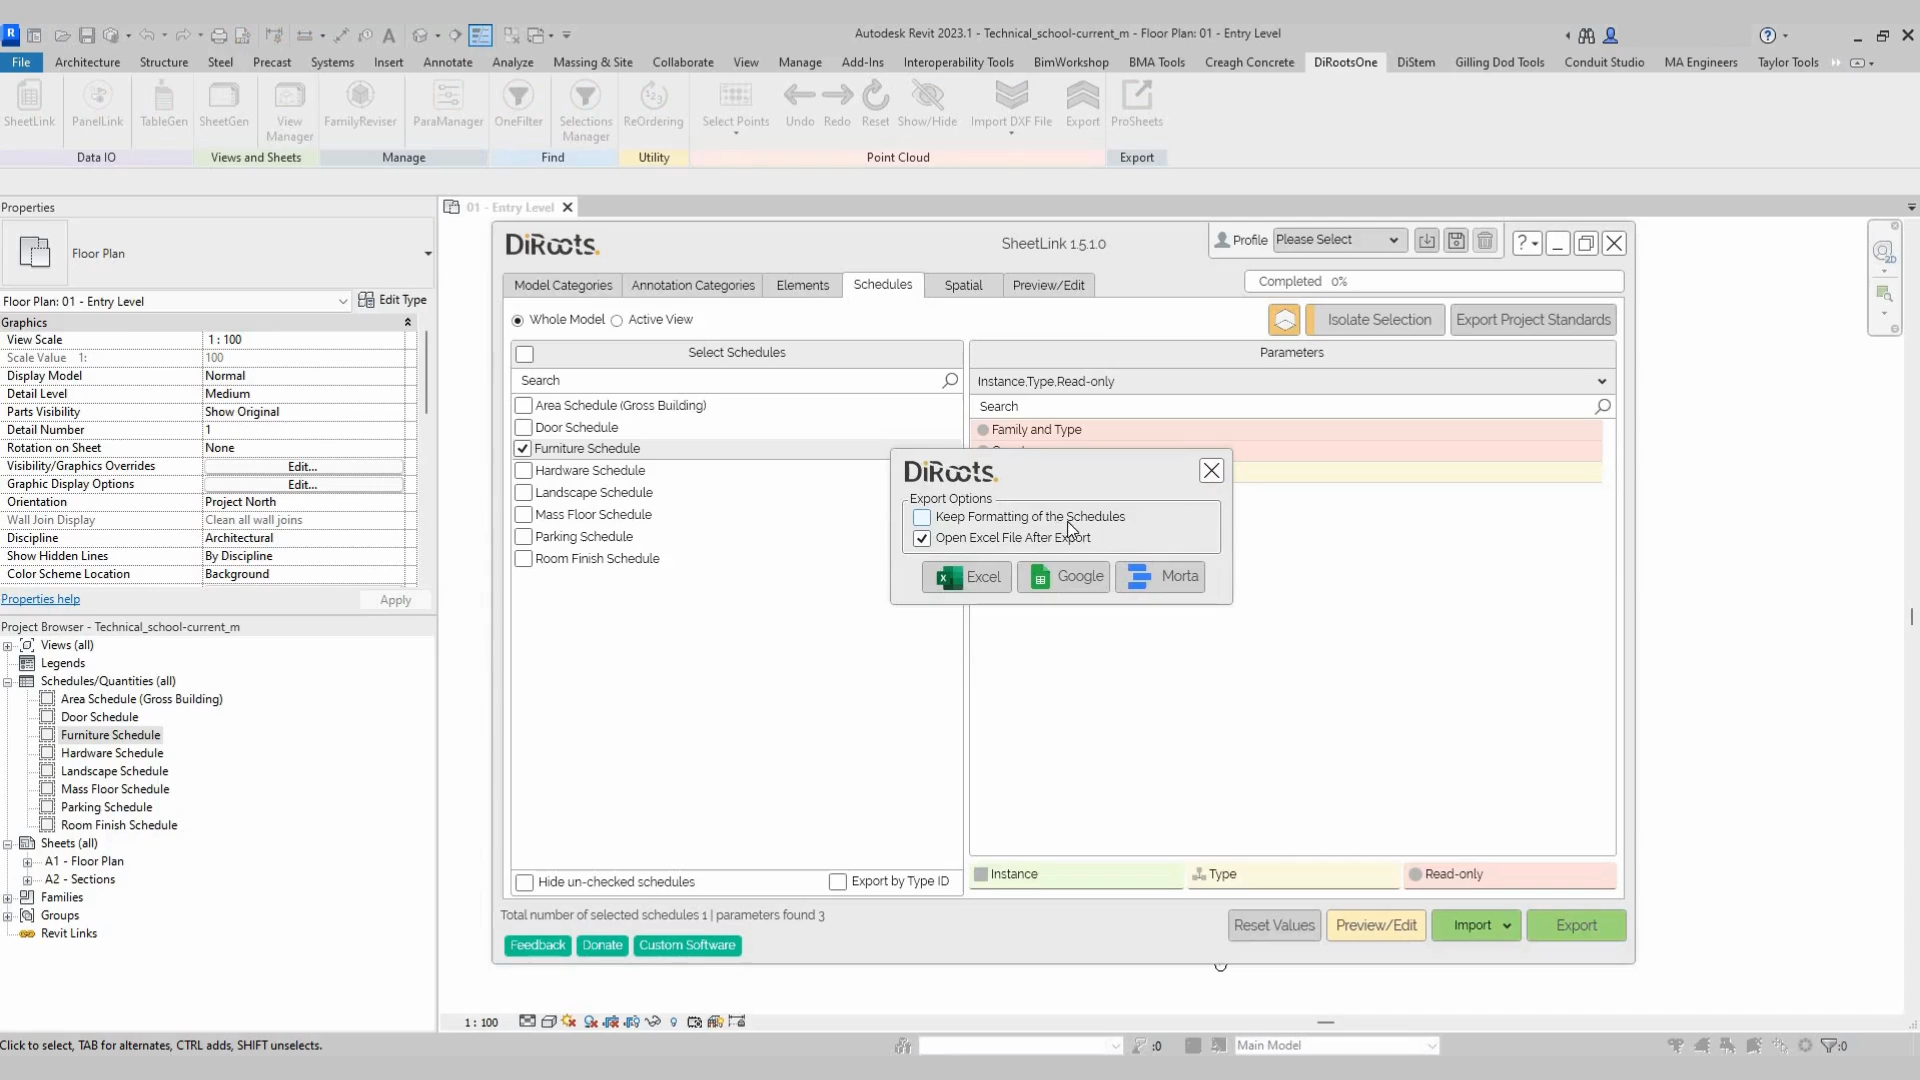 Autodesk Revit 2023.1 - Technical_school-current_m - Floor Plan: 01 - Entry Level
File Architecture Structure Steel Precast Systems Insert Annotate Analyze Massing & Site Collaborate View Manage Add-Ins Interoperability Tools BimWorkshop BMA Tools Creagh Concrete DiRootsOne DiStem Gilling Dod Tools Conduit Studio MA Engineers Taylor Tools
SheetLink PanelLink TableGen SheetGen View Manager FamilyReviser ParaManager OneFilter Selections Manager ReOrdering Select Points Undo Redo Reset Show/Hide Import DXF File Export ProSheets
Data IO Views and Sheets Manage Find Utility Point Cloud Export
Properties
01 - Entry Level
Floor Plan
Floor Plan: 01 - Entry Level Edit Type
Graphics
View Scale 1 : 100
Scale Value 1: 100
Display Model Normal
Detail Level Medium
Parts Visibility Show Original
Detail Number 1
Rotation on Sheet None
Visibility/Graphics Overrides Edit...
Graphic Display Options Edit...
Orientation Project North
Wall Join Display Clean all wall joins
Discipline Architectural
Show Hidden Lines By Discipline
Color Scheme Location Background
Properties help Apply
Project Browser - Technical_school-current_m
Views (all)
Legends
Schedules/Quantities (all)
Area Schedule (Gross Building)
Door Schedule
Furniture Schedule
Hardware Schedule
Landscape Schedule
Mass Floor Schedule
Parking Schedule
Room Finish Schedule
Sheets (all)
A1 - Floor Plan
A2 - Sections
Families
Groups
Revit Links
DiRoots.
SheetLink 1.5.1.0
Profile Please Select
?
Model Categories Annotation Categories Elements Schedules Spatial Preview/Edit
Completed 0%
Whole Model Active View
Isolate Selection Export Project Standards
Select Schedules
Search
Area Schedule (Gross Building)
Door Schedule
Furniture Schedule
Hardware Schedule
Landscape Schedule
Mass Floor Schedule
Parking Schedule
Room Finish Schedule
Hide un-checked schedules Export by Type ID
Parameters
Instance,Type,Read-only
Search
Family and Type
DiRoots.
Export Options
Keep Formatting of the Schedules
Open Excel File After Export
Excel Google Morta
Instance Type Read-only
Total number of selected schedules 1 | parameters found 3
Reset Values Preview/Edit Import Export
Feedback Donate Custom Software
1 : 100
Click to select, TAB for alternates, CTRL adds, SHIFT unselects.
:0
Main Model
:0